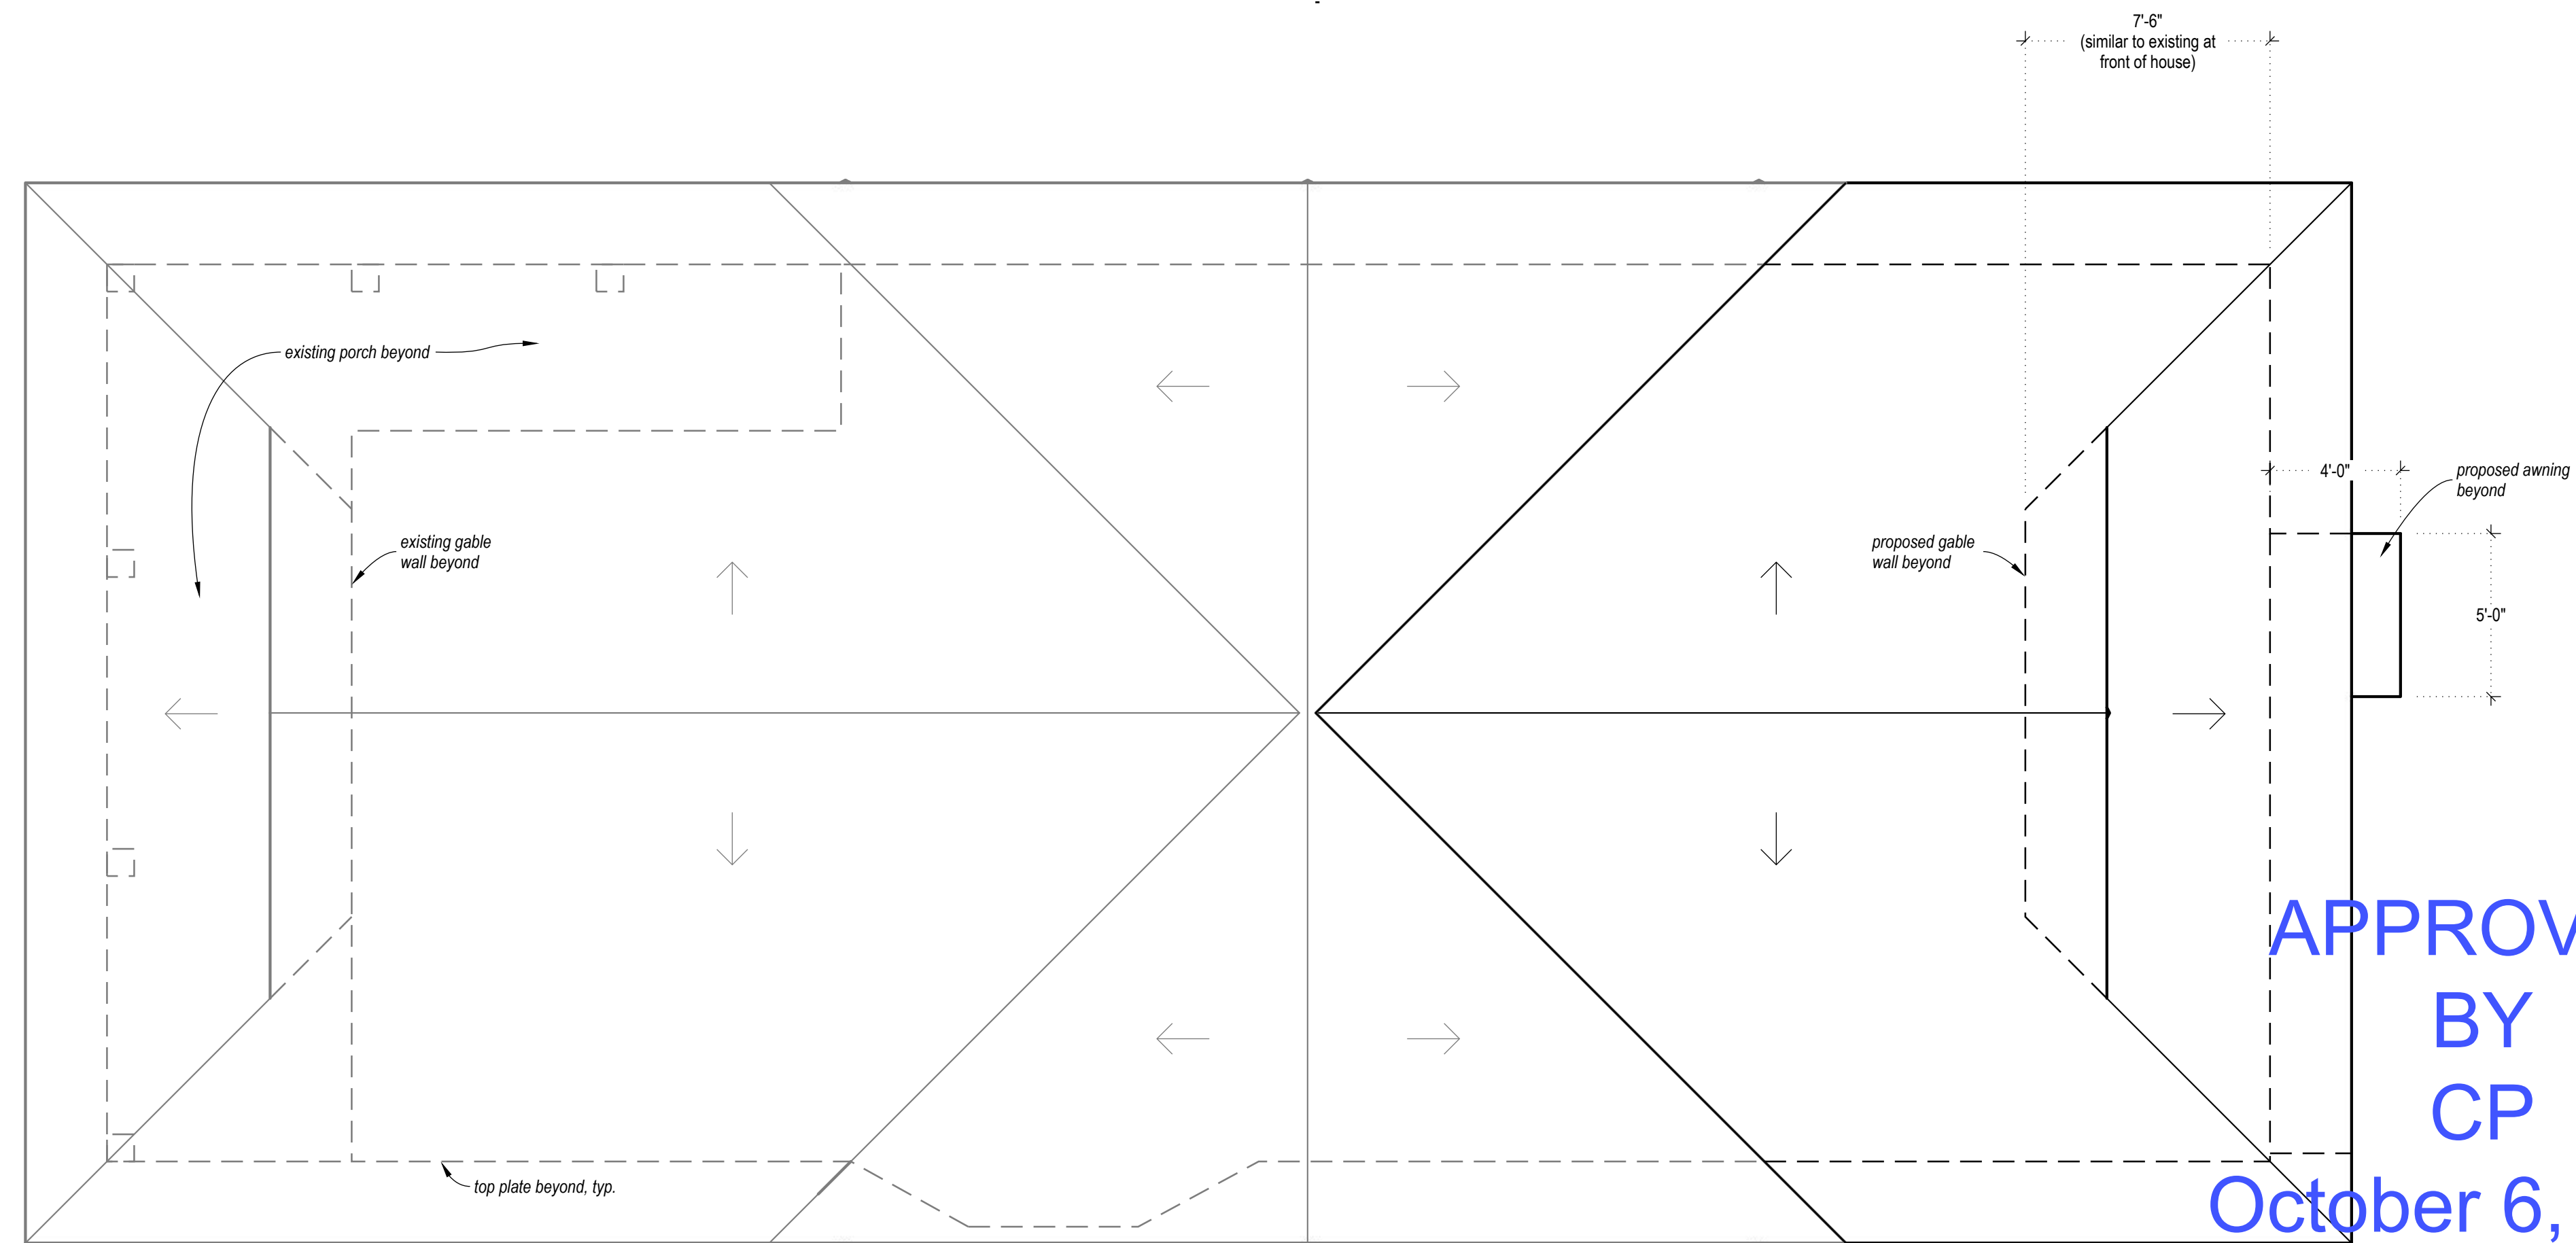 7'-6"
(similar to existing at
front of house)
existing porch beyond
4'-0"
proposed awning
beyond
existing gable
wall beyond
proposed gable
wall beyond
5'-0"
APPROV
BY
CP
top plate beyond, typ.
October 6,